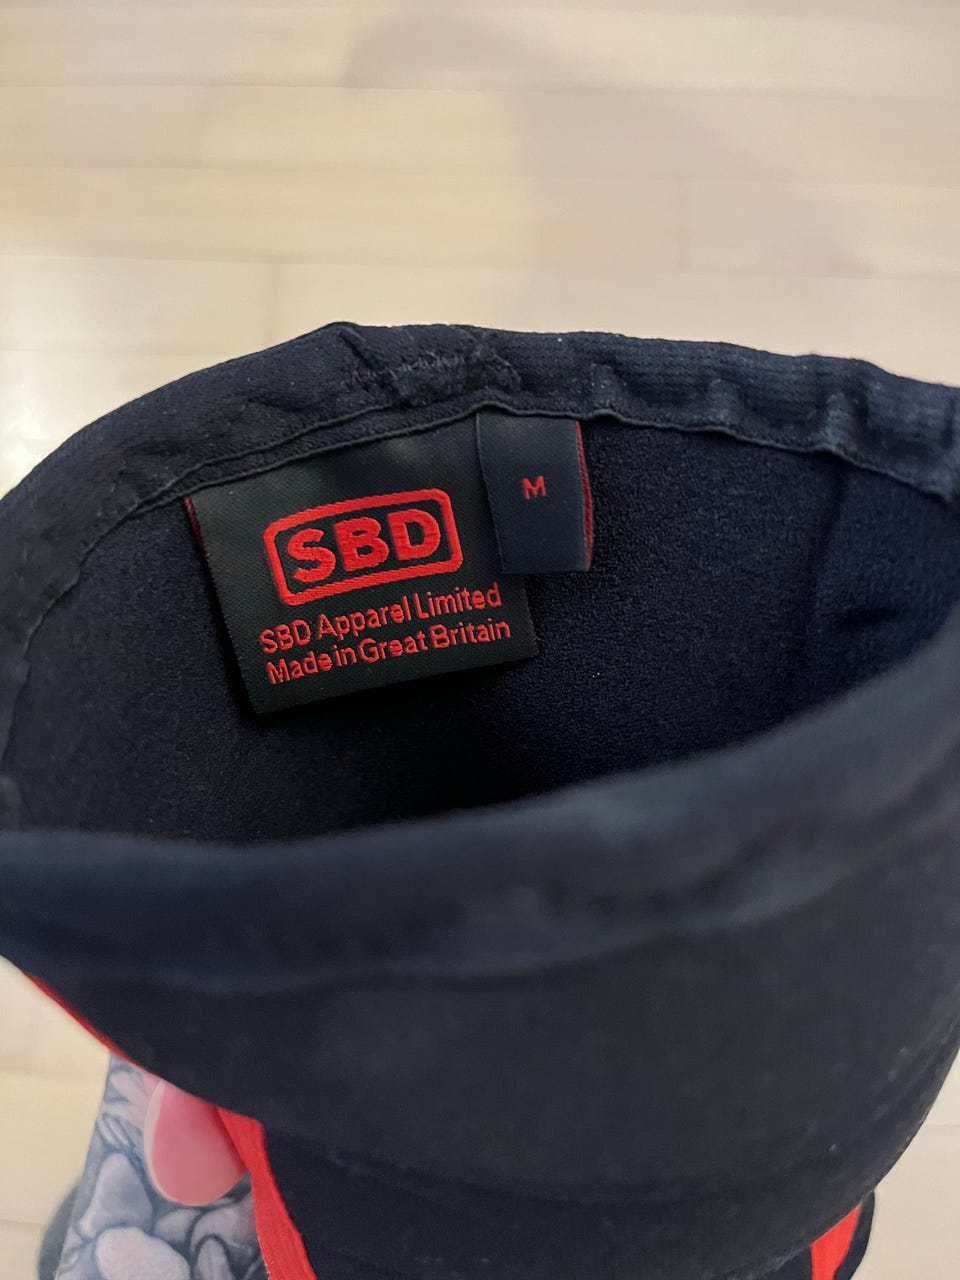 SBD
M
SBD Apparel Limited
Made in Great Britain